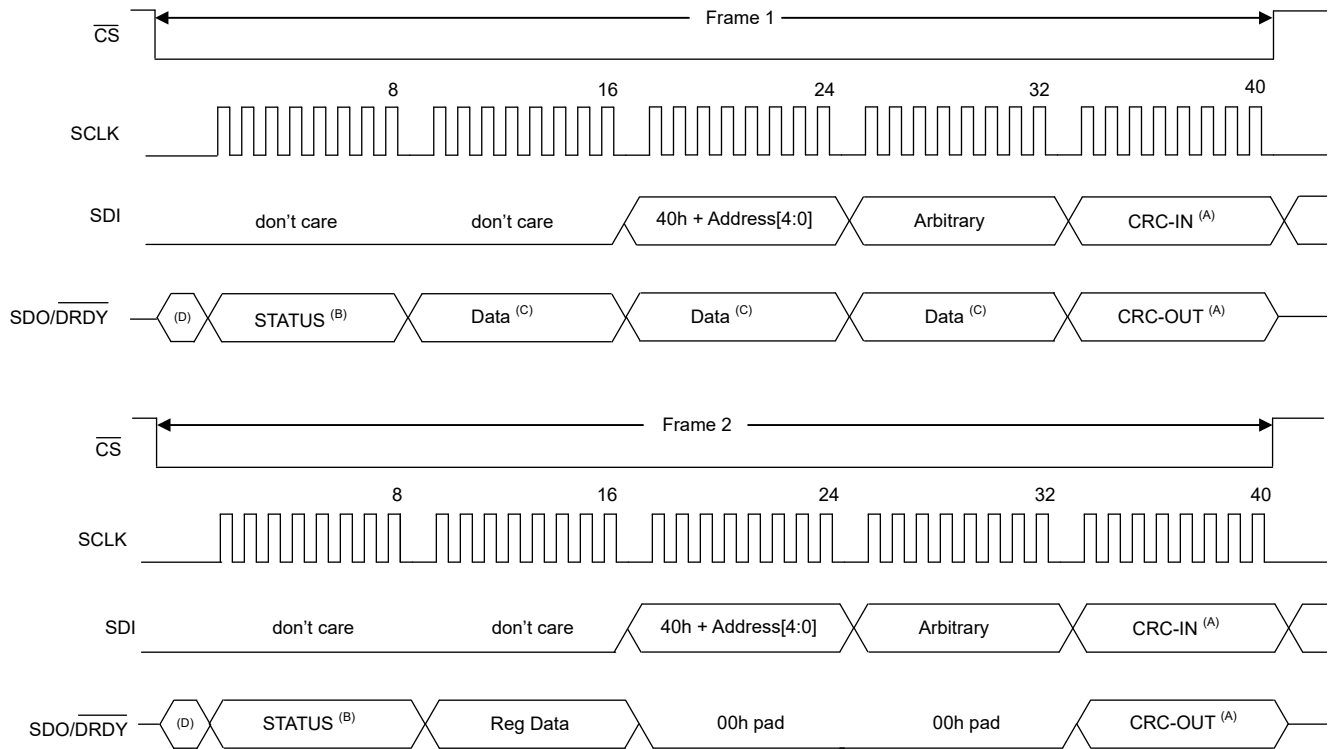 Frame 1
CS
8 16 24 32 40
SCLK
SDI don't care don't care 40h + Address[4:0] Arbitrary CRC-IN (A)
SDO/DRDY (D) STATUS (B) Data (C) Data (C) Data (C) CRC-OUT (A)
Frame 2
CS
8 16 24 32 40
SCLK
SDI don't care don't care 40h + Address[4:0] Arbitrary CRC-IN (A)
SDO/DRDY (D) STATUS (B) Reg Data 00h pad 00h pad CRC-OUT (A)